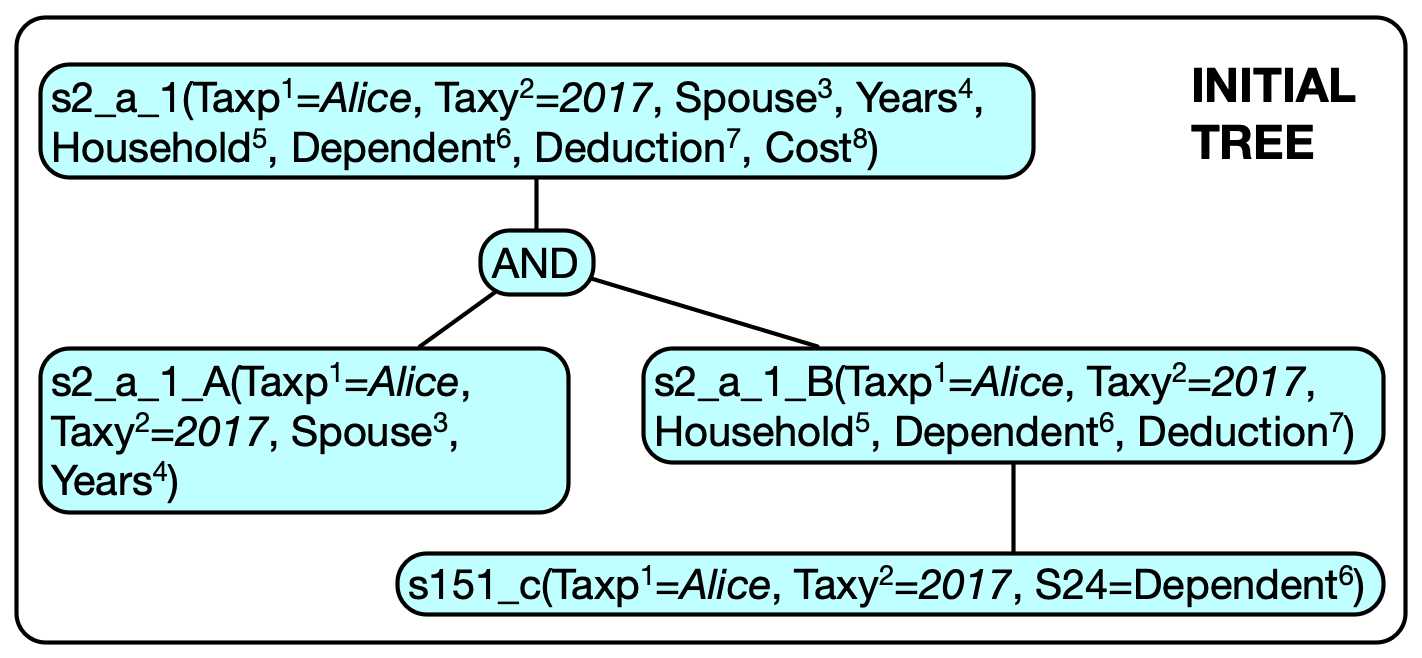 INITIAL
TREE
s2_a_1(Taxp¹=Alice, Taxy²=2017, Spouse³, Years⁴,
Household⁵, Dependent⁶, Deduction⁷, Cost⁸)
AND
s2_a_1_A(Taxp¹=Alice,
Taxy²=2017, Spouse³,
Years⁴)
s2_a_1_B(Taxp¹=Alice, Taxy²=2017,
Household⁵, Dependent⁶, Deduction⁷)
s151_c(Taxp¹=Alice, Taxy²=2017, S24=Dependent⁶)